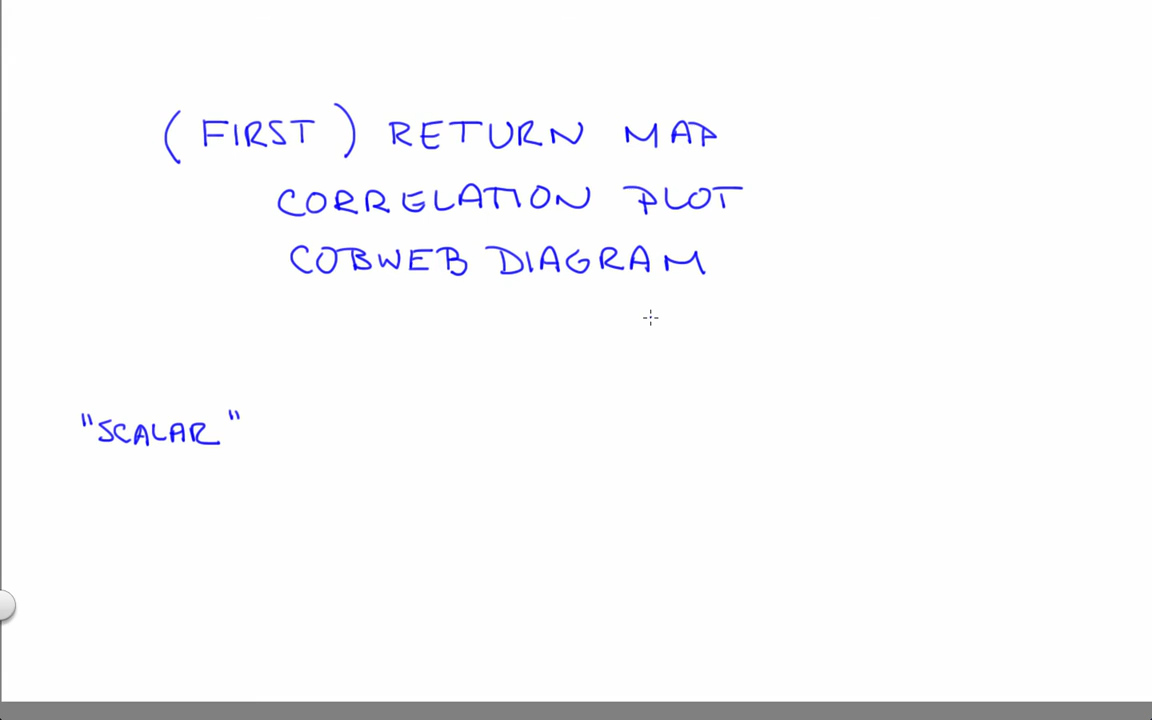 (FIRST) RETURN MAP
CORRELATION PLOT
COBWEB DIAGRAM
"SCALAR"